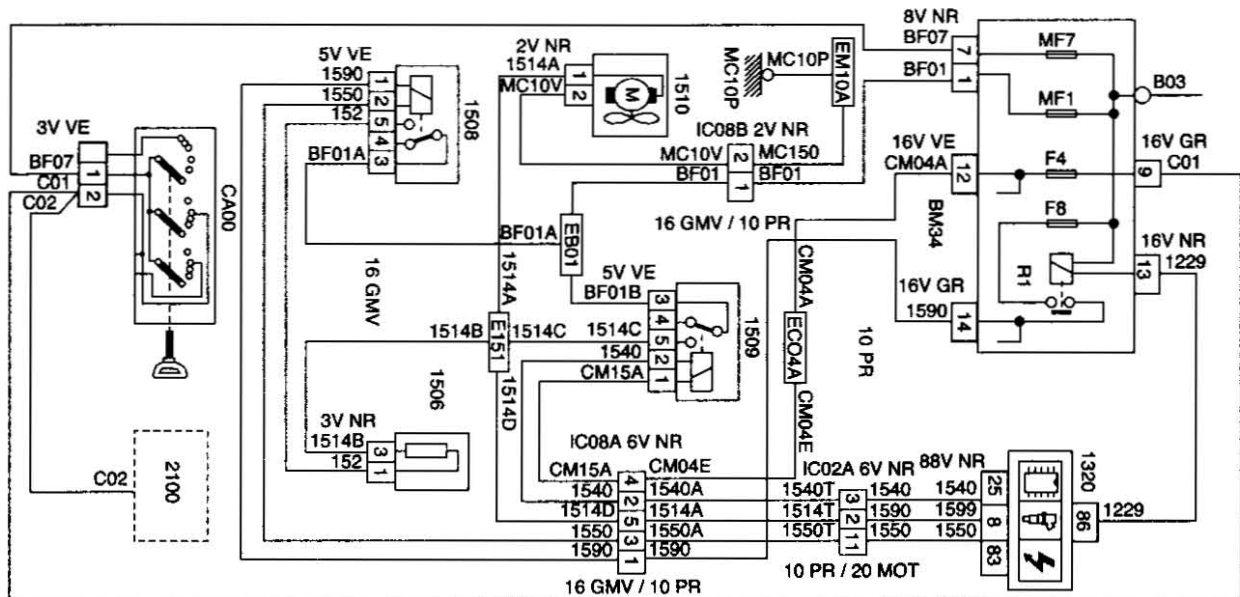 8V NR
BF07
7
MF7
BF01
1
MF1
B03
16V VE
CM04A
12
F4
16V GR
9
C01
BM34
F8
16V NR
1229
13
R1
16V GR
1590
14
5V VE
1590
1
1550
2
152
5
4
BF01A
3
1508
2V NR
1514A
1
MC10V
2
M
1510
MC10P
MC10P
EM10A
IC08B 2V NR
MC10V
2
MC150
BF01
1
BF01
16 GMV / 10 PR
3V VE
BF07
1
C01
2
C02
CA00
BF01A
EB01
BF01B
16 GMV
1514A
5V VE
3
4
1514B
E151
1514C
1514C
5
1540
2
CM15A
1
1509
1514D
CM04A
ECO4A
CM04E
10 PR
1506
3V NR
1514B
3
152
1
C02
2100
IC08A 6V NR
CM15A
4
CM04E
1540
2
1540A
1514D
5
1514A
1550
3
1550A
1590
1
1590
16 GMV / 10 PR
IC02A 6V NR
1540T
3
1540
1514T
2
1590
1550T
11
1550
10 PR / 20 MOT
88V NR
1540
25
1599
8
1550
83
1320
86
1229